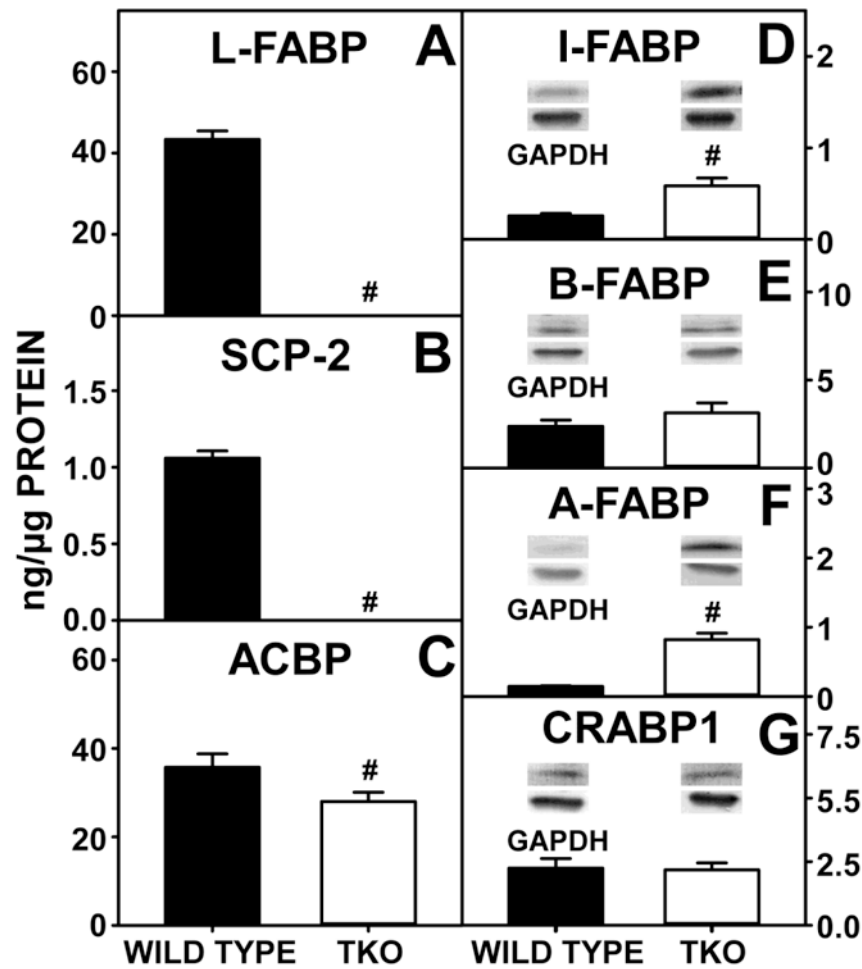 ng/µg PROTEIN
L-FABP A
60
40
20
0
#
SCP-2 B
1.5
1.0
0.5
0.0
#
ACBP C
60
40
20
0
#
WILD TYPE TKO
I-FABP D
2
1
0
GAPDH #
B-FABP E
10
5
0
GAPDH
A-FABP F
3
2
1
0
GAPDH #
CRABP1 G
7.5
5.5
2.5
0.0
GAPDH
WILD TYPE TKO